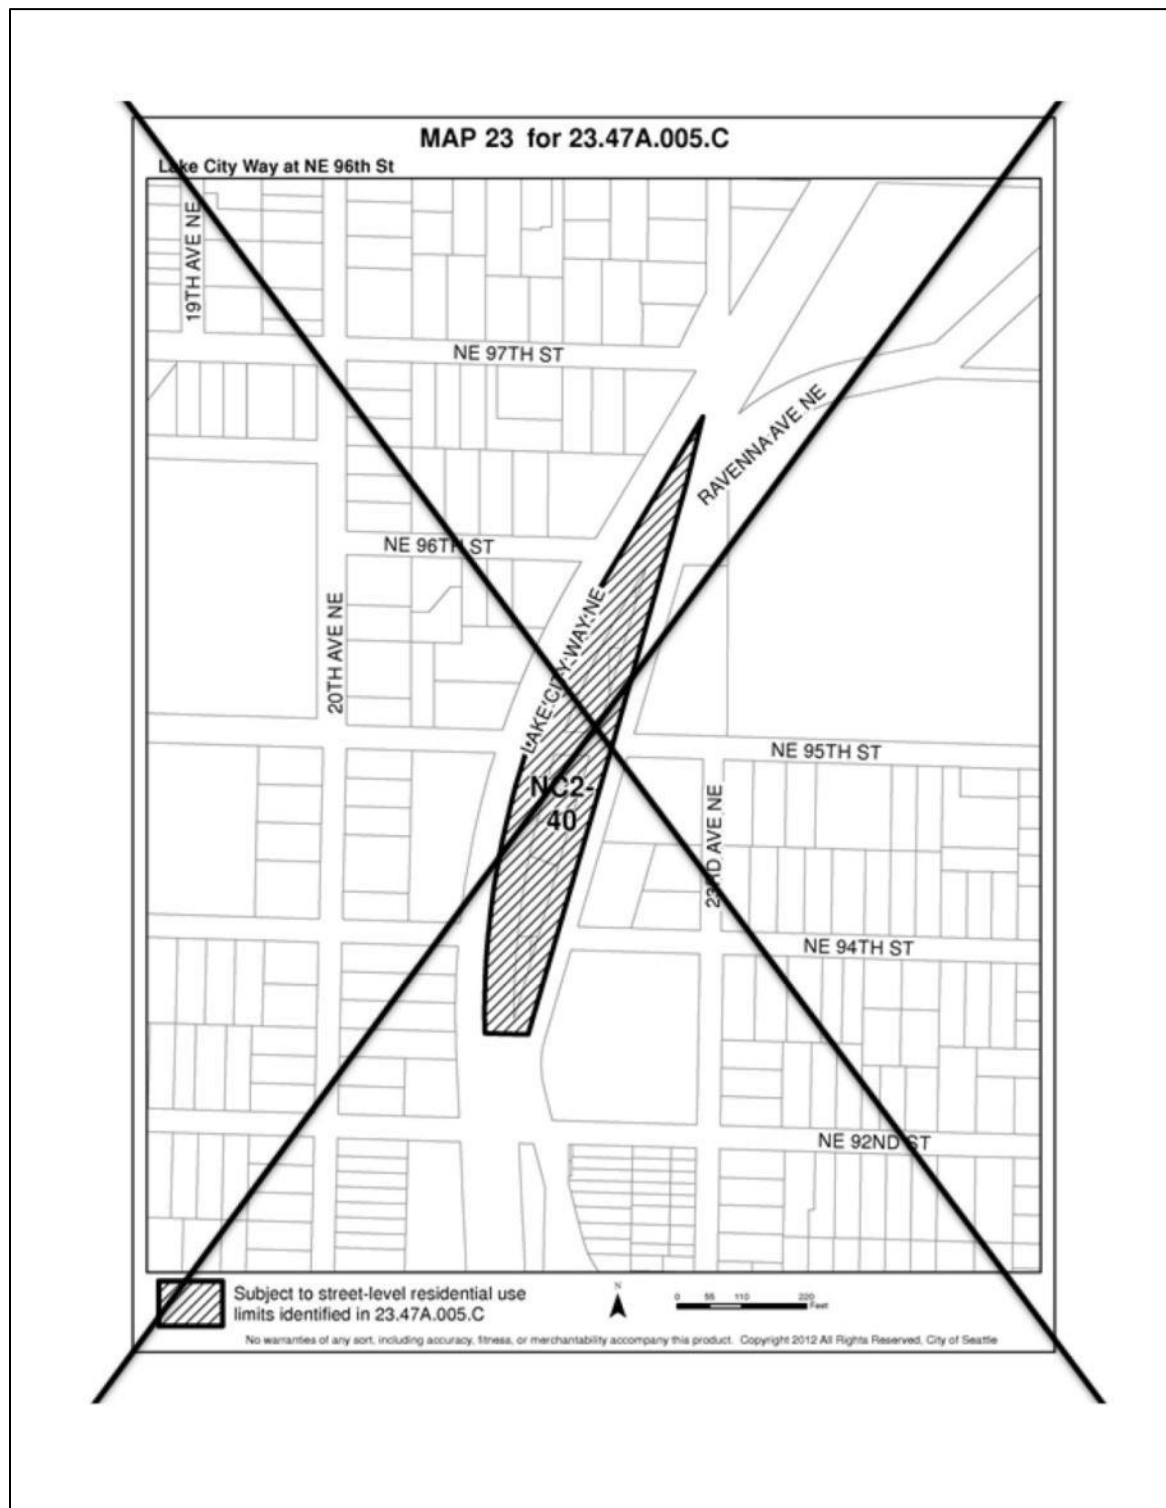 MAP 23 for 23.47A.005.C
Lake City Way at NE 96th St
19TH AVE NE
NE 97TH ST
RAVENNA AVE NE
NE 96TH ST
20TH AVE NE
LAKE CITY WAY NE
NE 95TH ST
NC2-
40
23RD AVE NE
NE 94TH ST
NE 92ND ST
Subject to street-level residential use
limits identified in 23.47A.005.C
N
0 55 110 220
Feet
No warranties of any sort, including accuracy, fitness, or merchantability accompany this product. Copyright 2012 All Rights Reserved, City of Seattle